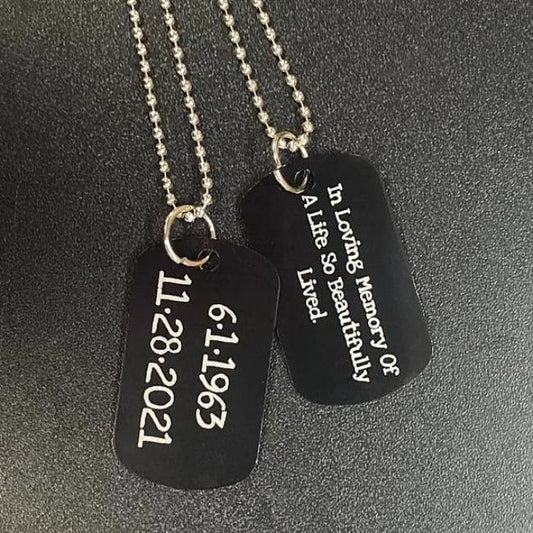 6.1.1963
11.28.2021
In Loving Memory Of
A Life So Beautifully
Lived.